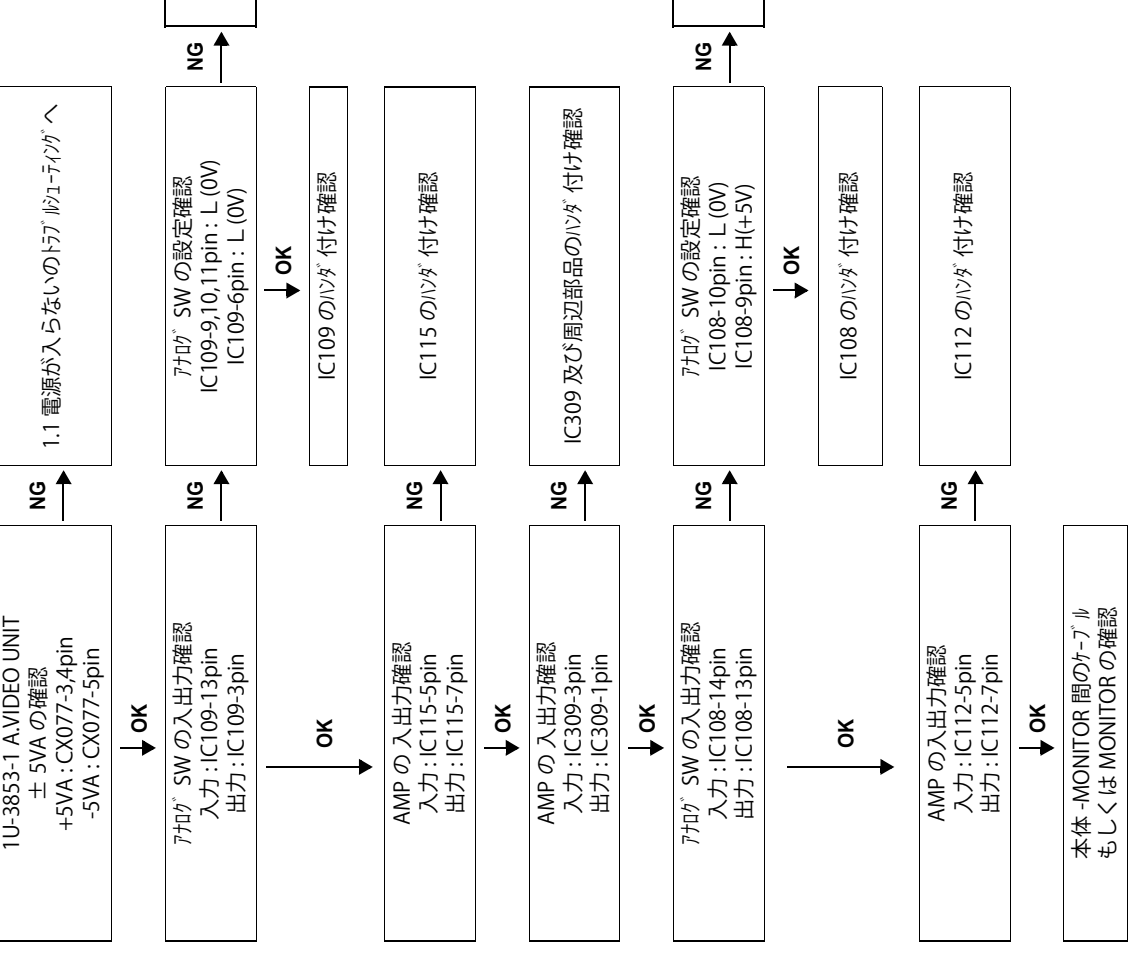 1U-3853-1 A.VIDEO UNIT
± 5VA の確認
+5VA : CX077-3,4pin
-5VA : CX077-5pin
NG
1.1 電源が入らないのﾄﾗﾌﾞﾙｼｭｰﾃｨﾝｸﾞへ
OK
ｱﾅﾛｸﾞ SW の入出力確認
入力 : IC109-13pin
出力 : IC109-3pin
NG
ｱﾅﾛｸﾞ SW の設定確認
IC109-9,10,11pin : L (0V)
IC109-6pin : L (0V)
NG
OK
IC109 のﾊﾝﾀﾞ付け確認
OK
AMP の入出力確認
入力 : IC115-5pin
出力 : IC115-7pin
NG
IC115 のﾊﾝﾀﾞ付け確認
OK
AMP の入出力確認
入力 : IC309-3pin
出力 : IC309-1pin
NG
IC309 及び周辺部品のﾊﾝﾀﾞ付け確認
OK
ｱﾅﾛｸﾞ SW の入出力確認
入力 : IC108-14pin
出力 : IC108-13pin
NG
ｱﾅﾛｸﾞ SW の設定確認
IC108-10pin : L (0V)
IC108-9pin : H(+5V)
NG
OK
IC108 のﾊﾝﾀﾞ付け確認
OK
AMP の入出力確認
入力 : IC112-5pin
出力 : IC112-7pin
NG
IC112 のﾊﾝﾀﾞ付け確認
OK
本体 -MONITOR 間のｹｰﾌﾞﾙ
もしくは MONITOR の確認